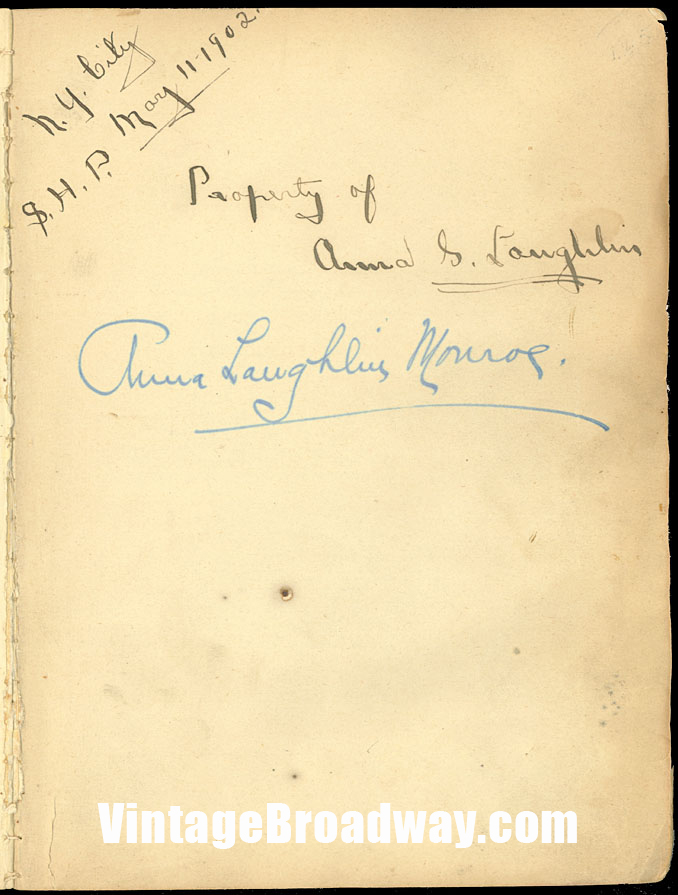 N.Y. City
S.H.P. May 11-1902.
Property of
Anna G. Laughlin
Anna Laughlin Monroe.
VintageBroadway.com